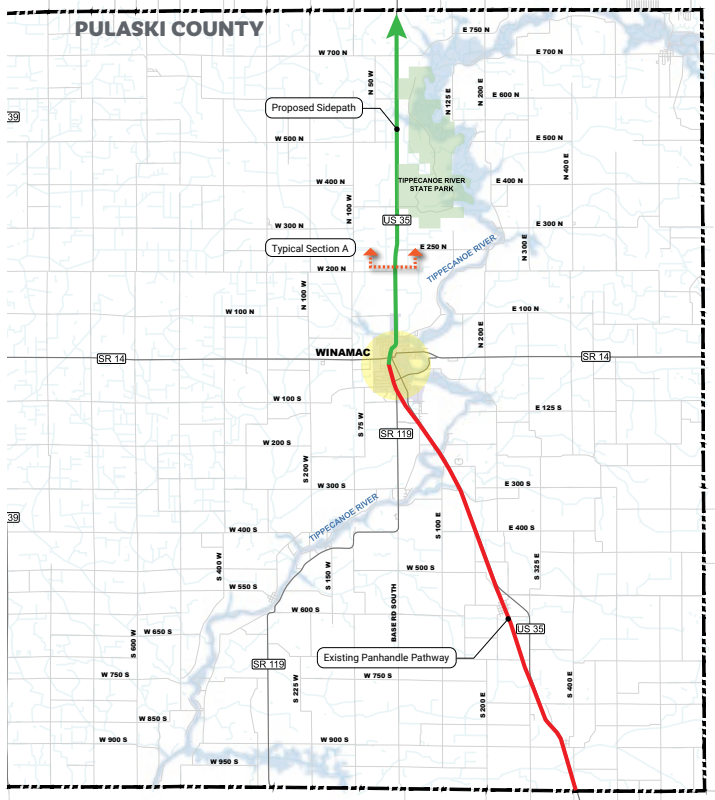 PULASKI COUNTY
E 750 N
W 700 N
E 700 N
N 50 W
N 125 E
N 200 E
E 600 N
Proposed Sidepath
39
W 500 N
E 500 N
N 400 E
W 400 N
TIPPECANOE RIVER
STATE PARK
E 400 N
N 100 W
US 35
W 300 N
E 300 N
N 300 E
Typical Section A
E 250 N
TIPPECANOE RIVER
W 200 N
N 100 W
W 100 N
E 100 N
N 200 E
WINAMAC
SR 14
SR 14
W 100 S
E 125 S
S 75 W
SR 119
W 200 S
S 200 W
W 300 S
E 300 S
TIPPECANOE RIVER
39
S 100 E
W 400 S
E 400 S
S 400 W
S 150 W
W 500 S
S 325 E
W 550 S
BASE RD SOUTH
W 600 S
US 35
S 600 W
W 650 S
Existing Panhandle Pathway
SR 119
W 750 S
W 750 S
S 225 W
S 200 E
S 400 E
W 850 S
W 900 S
W 900 S
W 950 S